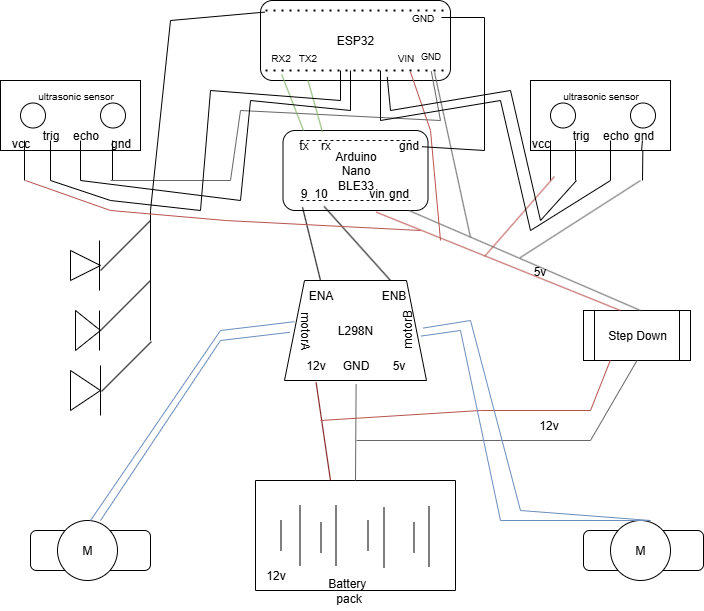 GND
ESP32
RX2 TX2 VIN GND
ultrasonic sensor
vcc trig echo gnd
ultrasonic sensor
vcc trig echo gnd
tx rx gnd
Arduino
Nano
BLE33
9 10 vin gnd
5v
ENA ENB
motorA
L298N
motorB
12v GND 5v
Step Down
12v
M
12v
Battery
pack
M